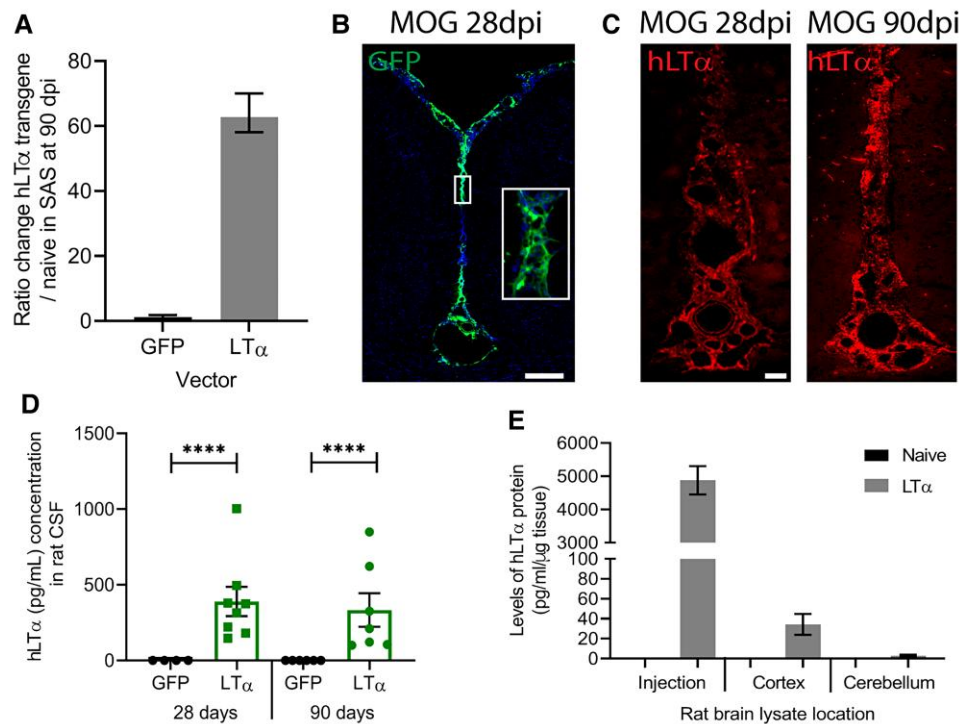 A
Ratio change hLTα transgene
/ naive in SAS at 90 dpi
80
60
40
20
0
GFP
LTα
Vector
B
MOG 28dpi
GFP
C
MOG 28dpi
MOG 90dpi
hLTα
hLTα
D
hLTα (pg/mL) concentration
in rat CSF
1500
1000
500
0
****
****
GFP
LTα
GFP
LTα
28 days
90 days
E
Levels of hLTα protein
(pg/ml/μg tissue)
6000
5000
4000
3000
100
80
60
40
20
0
Naive
LTα
Injection
Cortex
Cerebellum
Rat brain lysate location